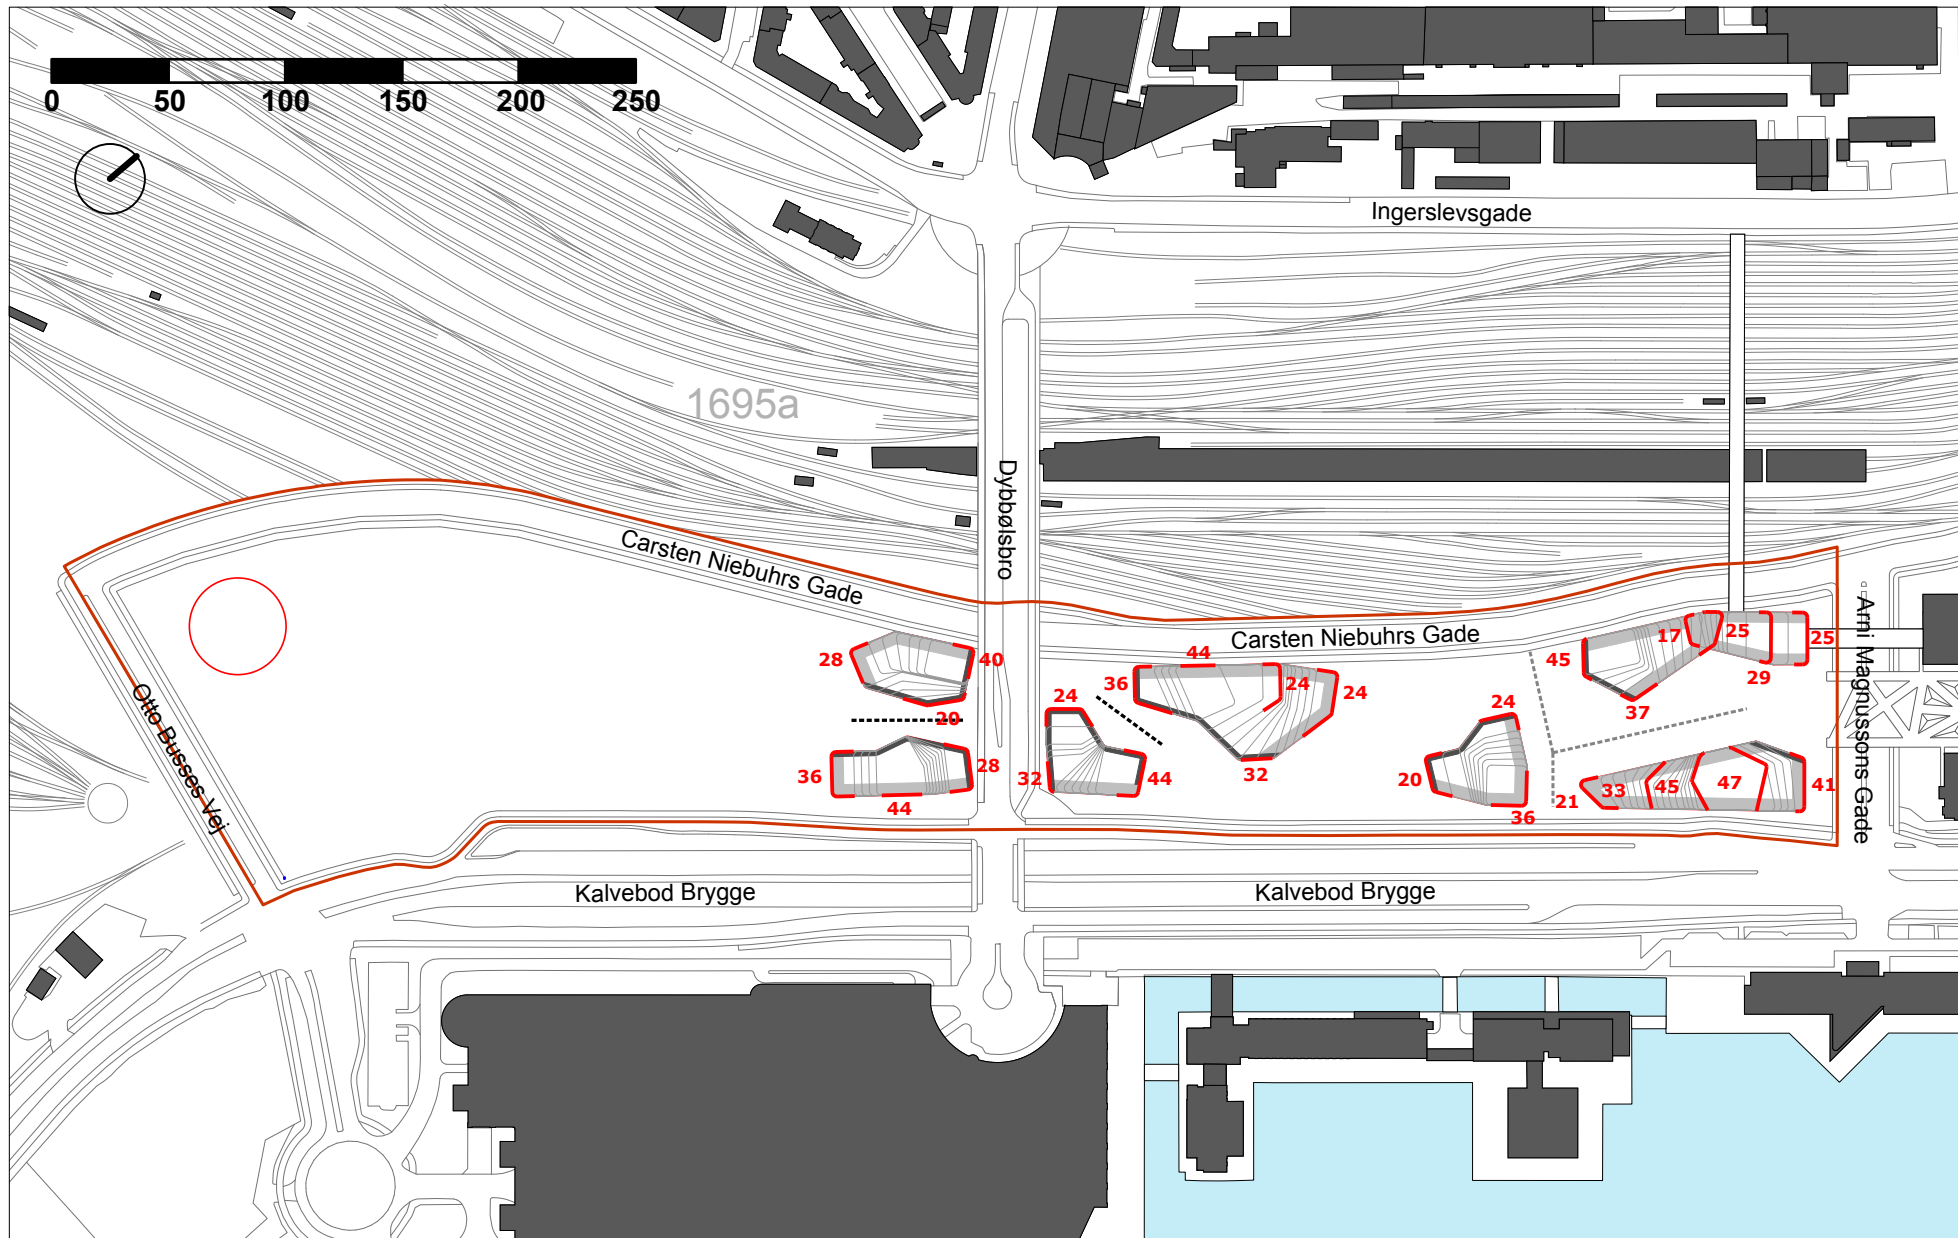 0 50 100 150 200 250
Ingerslevsgade
1695a
Dybbølsbro
Carsten Niebuhrs Gade
Carsten Niebuhrs Gade
Arni Magnussons Gade
Otto Busses Vej
28
40
20
36
28
44
44
36
24
24
32
24
32
44
24
20
36
45
17
25
25
29
37
21
33
45
47
41
Kalvebod Brygge
Kalvebod Brygge